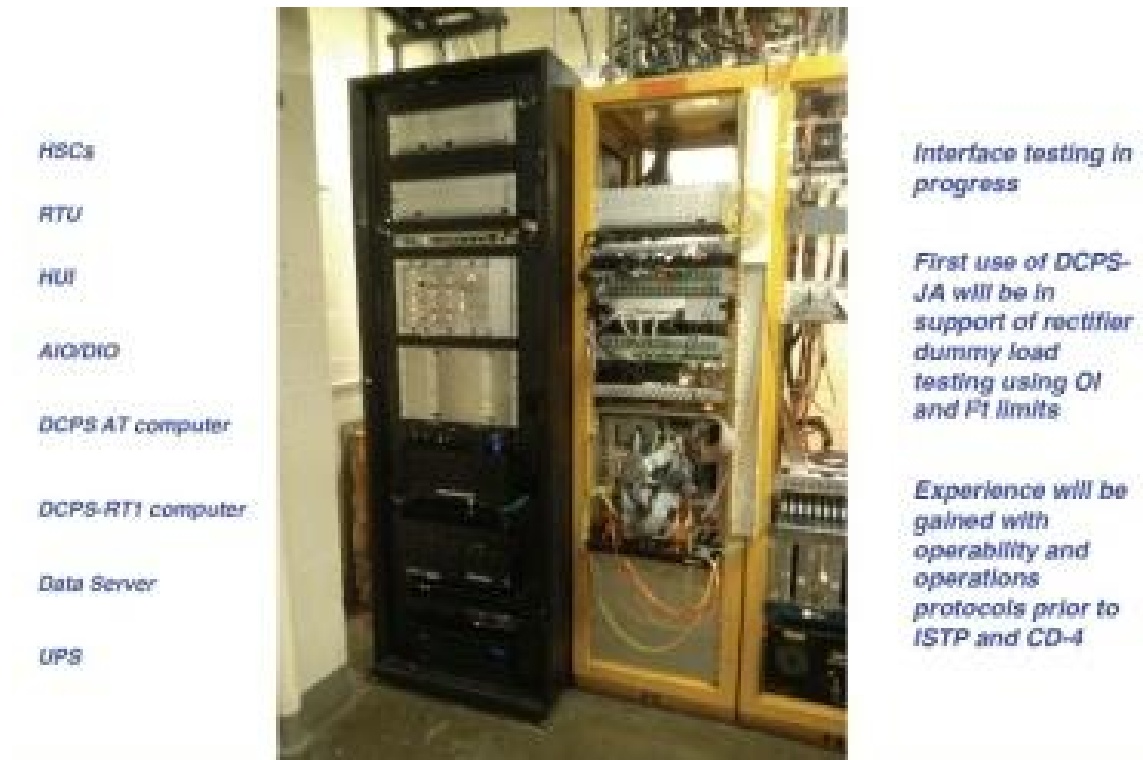 HSCs
RTU
HUI
AIO/DIO
DCPS AT computer
DCPS-RT1 computer
Data Server
UPS
Interface testing in
progress
First use of DCPS-
JA will be in
support of rectifier
dummy load
testing using OI
and I²t limits
Experience will be
gained with
operability and
operations
protocols prior to
ISTP and CD-4